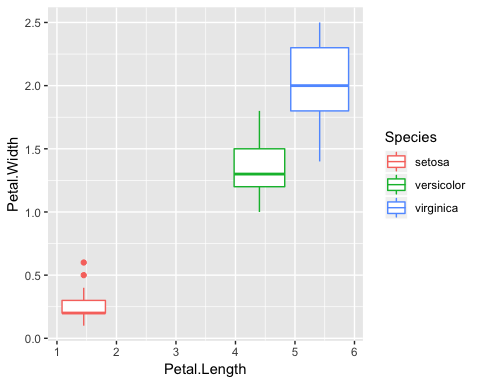 2.5
2.0
1.5
1.0
0.5
0.0
Petal.Width
1 2 3 4 5 6
Petal.Length
Species
setosa
versicolor
virginica